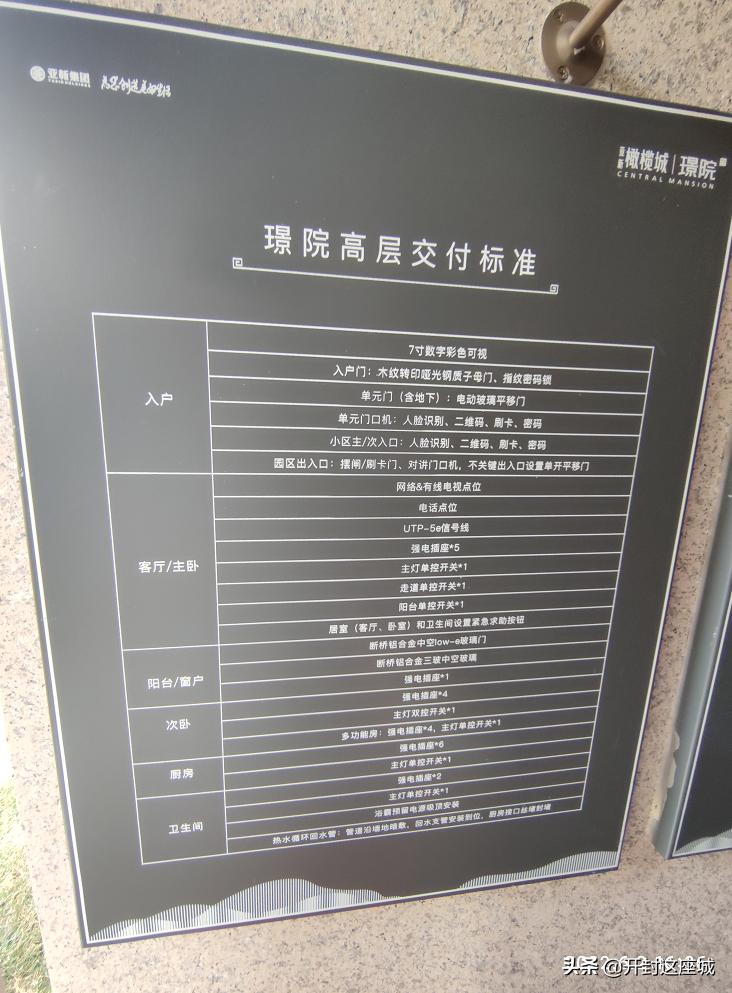 亚新集团
YAXIN HOLDINGS
为您创造美好生活
亚新
橄榄城 | 璟院
CENTRAL MANSION
璟院高层交付标准
入户
7寸数字彩色可视
入户门：木纹转印哑光钢质子母门、指纹密码锁
单元门（含地下）：电动玻璃平移门
单元门口机：人脸识别、二维码、刷卡、密码
小区主/次入口：人脸识别、二维码、刷卡、密码
园区出入口：摆闸/刷卡门、对讲门口机，不关键出入口设置单开平移门
客厅/主卧
网络&有线电视点位
电话点位
UTP-5e信号线
强电插座*5
主灯单控开关*1
走道单控开关*1
阳台单控开关*1
居室（客厅、卧室）和卫生间设置紧急求助按钮
阳台/窗户
断桥铝合金中空low-e玻璃门
断桥铝合金三玻中空玻璃
强电插座*1
次卧
强电插座*4
主灯双控开关*1
多功能房：强电插座*4，主灯单控开关*1
厨房
强电插座*6
主灯单控开关*1
卫生间
强电插座*2
主灯单控开关*1
浴霸预留电源吸顶安装
热水循环回水管：管道沿墙地暗敷，回水支管安装到位，厨房接口丝堵封堵
头条 @开封这座城